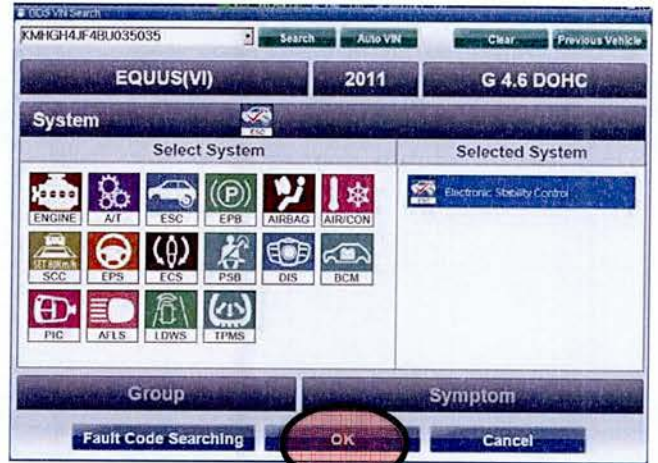 GDS VIN Search
KMHGH4JF4BU035035 Search Auto VIN Clear Previous Vehicle
EQUUS(VI) 2011 G 4.6 DOHC
System ESC
Select System Selected System
ENGINE A/T ESC EPB AIRBAG AIR/CON
Electronic Stability Control
SCC EPS ECS PSB DIS BCM
PIC AFLS LDWS TPMS
Group Symptom
Fault Code Searching OK Cancel